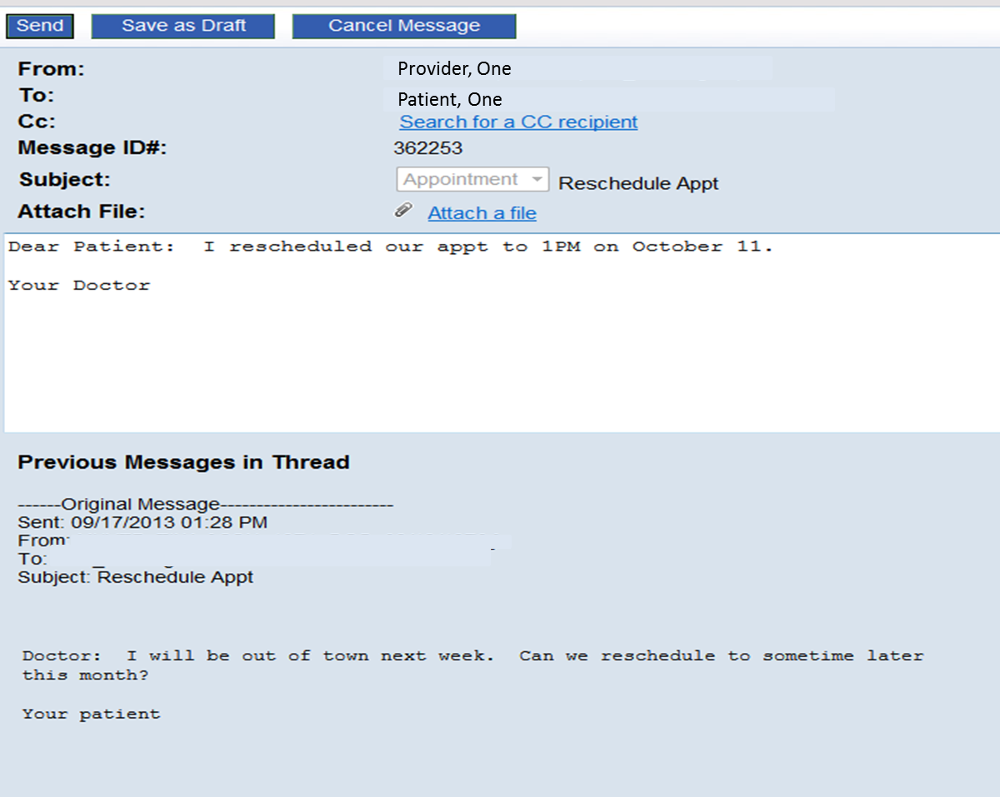 Send Save as Draft Cancel Message
From: Provider, One
To: Patient, One
Cc: Search for a CC recipient
Message ID#: 362253
Subject: Appointment Reschedule Appt
Attach File: Attach a file
Dear Patient:  I rescheduled our appt to 1PM on October 11.
Your Doctor
Previous Messages in Thread
------Original Message------------------------
Sent: 09/17/2013 01:28 PM
From:
To:
Subject: Reschedule Appt
Doctor:  I will be out of town next week.  Can we reschedule to sometime later
this month?
Your patient